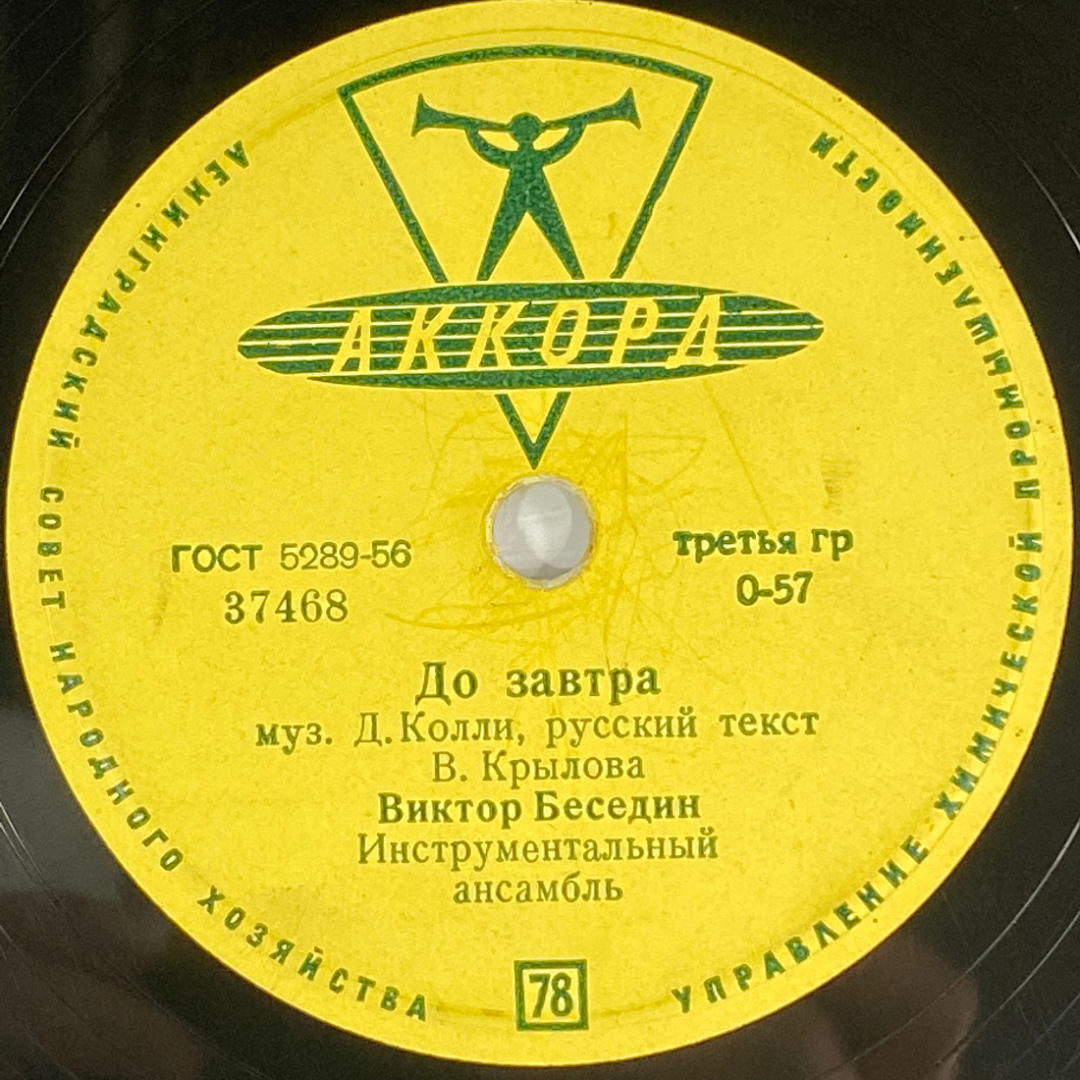 АККОРД
ЛЕНИНГРАДСКИЙ СОВЕТ НАРОДНОГО ХОЗЯЙСТВА
УПРАВЛЕНИЕ ХИМИЧЕСКОЙ ПРОМЫШЛЕННОСТИ
ГОСТ 5289-56
37468
третья гр
0-57
До завтра
муз. Д. Колли, русский текст
В. Крылова
Виктор Беседин
Инструментальный
ансамбль
78